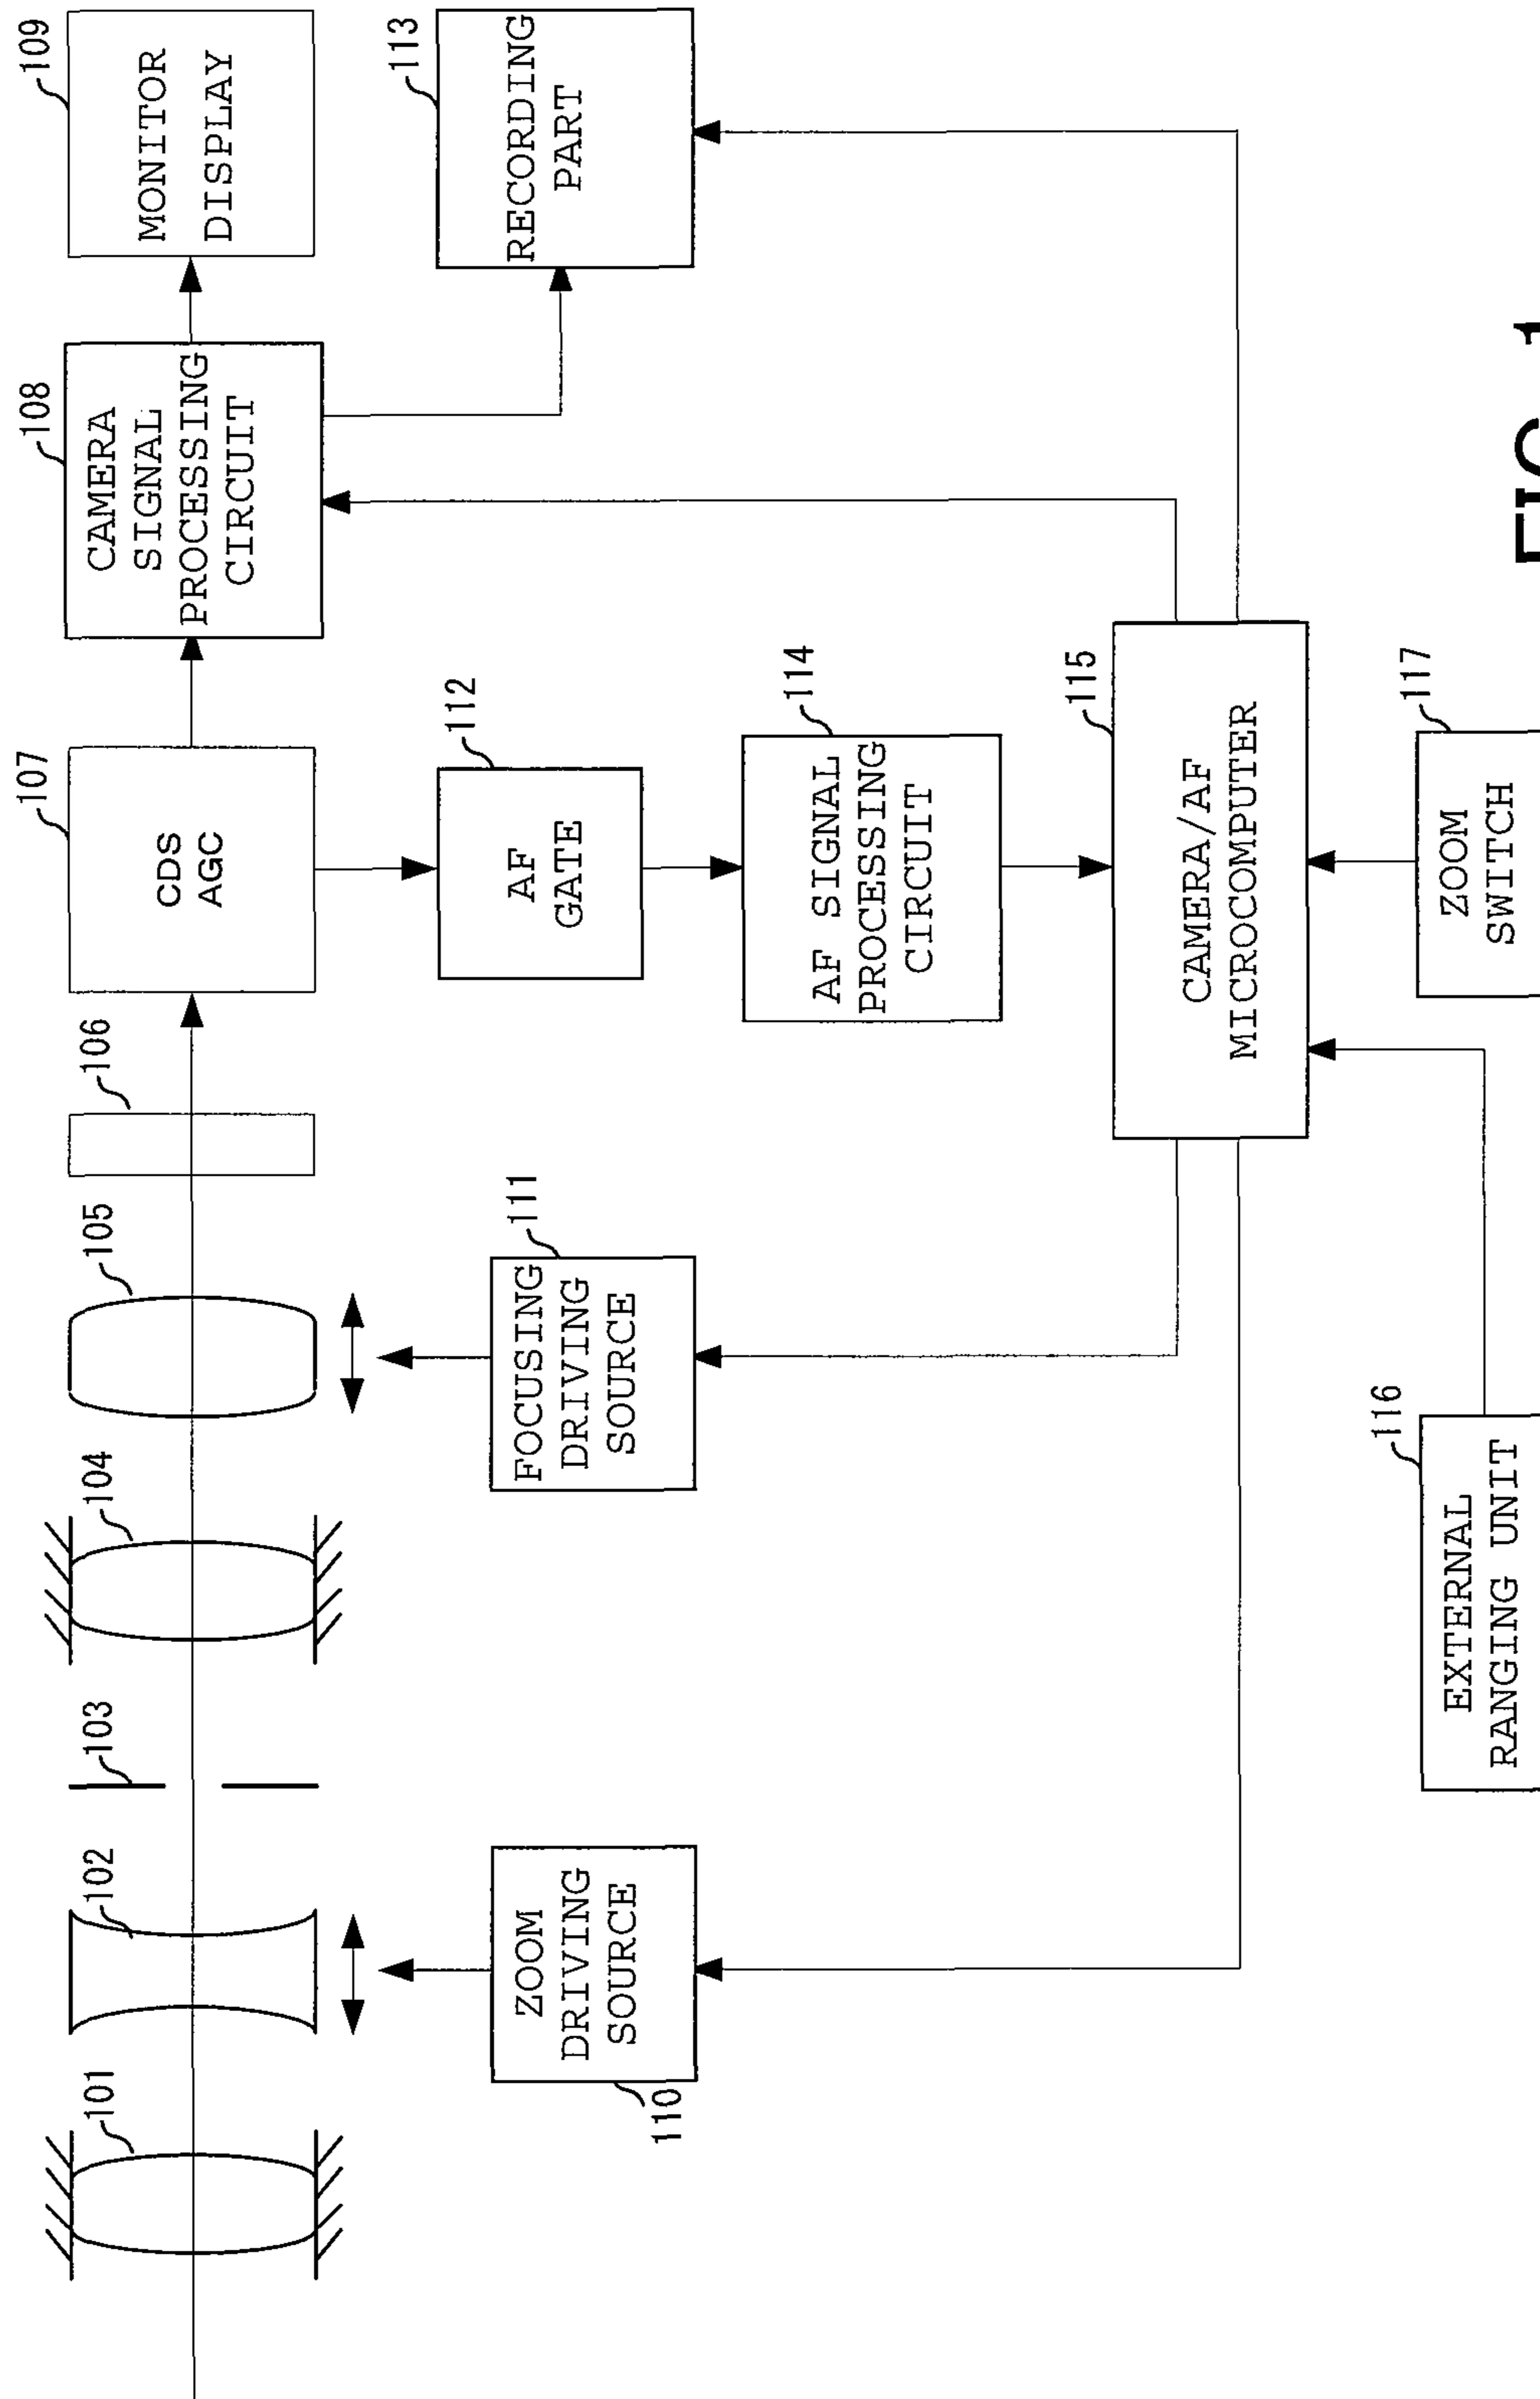 101
102
103
104
105
106
107
CDS
AGC
108
CAMERA
SIGNAL
PROCESSING
CIRCUIT
109
MONITOR
DISPLAY
110
ZOOM
DRIVING
SOURCE
111
FOCUSING
DRIVING
SOURCE
112
AF
GATE
113
RECORDING
PART
114
AF SIGNAL
PROCESSING
CIRCUIT
115
CAMERA/AF
MICROCOMPUTER
116
EXTERNAL
RANGING UNIT
117
ZOOM
SWITCH